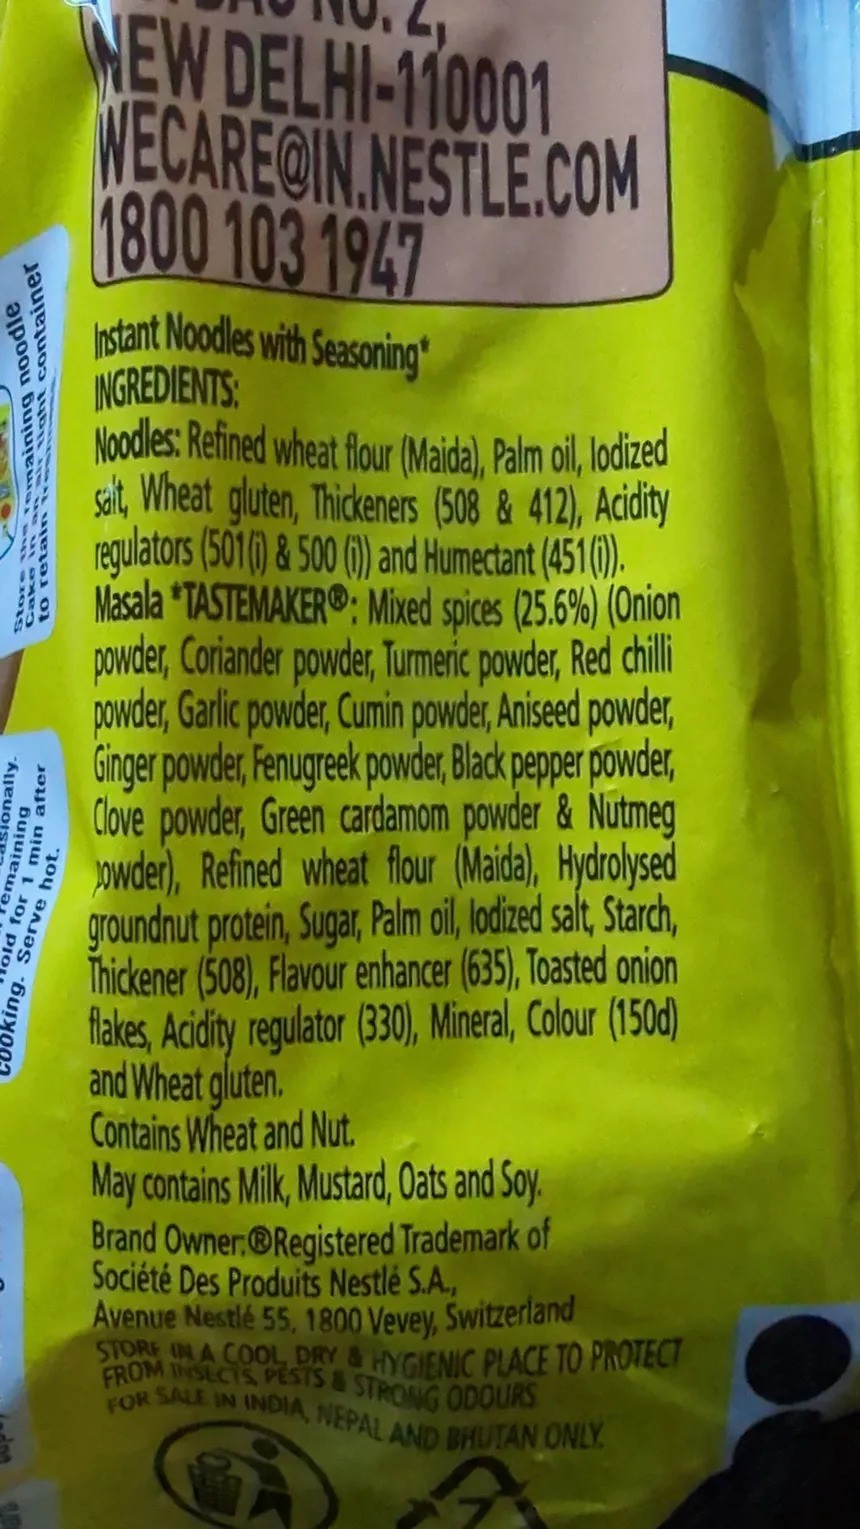 NO. 2,
NEW DELHI-110001
WECARE@IN.NESTLE.COM
1800 103 1947
Instant Noodles with Seasoning*
INGREDIENTS:
Noodles: Refined wheat flour (Maida), Palm oil, Iodized
salt, Wheat gluten, Thickeners (508 & 412), Acidity
regulators (501(i) & 500 (i)) and Humectant (451(i)).
Masala *TASTEMAKER®: Mixed spices (25.6%) (Onion
powder, Coriander powder, Turmeric powder, Red chilli
powder, Garlic powder, Cumin powder, Aniseed powder,
Ginger powder, Fenugreek powder, Black pepper powder,
Clove powder, Green cardamom powder & Nutmeg
powder), Refined wheat flour (Maida), Hydrolysed
groundnut protein, Sugar, Palm oil, Iodized salt, Starch,
Thickener (508), Flavour enhancer (635), Toasted onion
flakes, Acidity regulator (330), Mineral, Colour (150d)
and Wheat gluten.
Contains Wheat and Nut.
May contains Milk, Mustard, Oats and Soy.
Brand Owner:®Registered Trademark of
Société Des Produits Nestlé S.A.,
Avenue Nestlé 55, 1800 Vevey, Switzerland
STORE IN A COOL, DRY & HYGIENIC PLACE TO PROTECT
FROM INSECTS, PESTS & STRONG ODOURS
FOR SALE IN INDIA, NEPAL AND BHUTAN ONLY.
7
Store the remaining noodle
cake in an air tight container
to retain freshness.
remaining
hold for 1 min after
cooking. Serve hot.